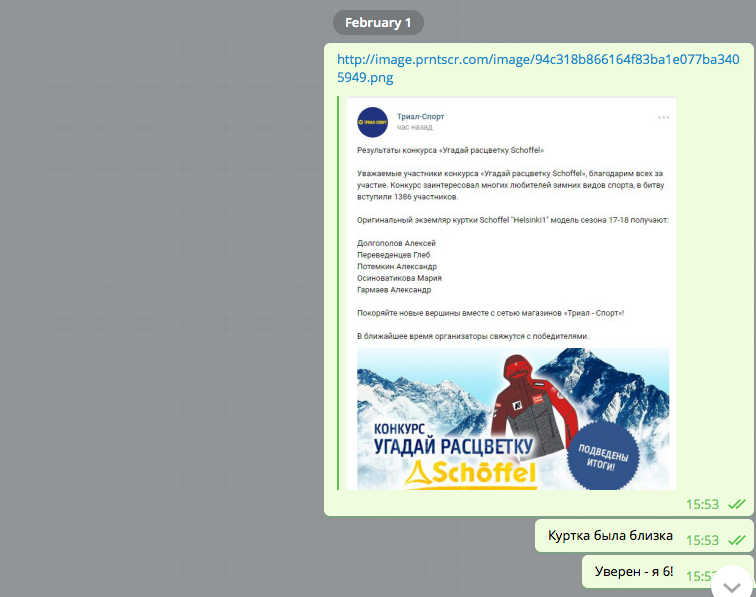 February 1
http://image.prntscr.com/image/94c318b866164f83ba1e077ba340
5949.png
ТРИАЛ СПОРТ
Триал-Спорт
час назад
Результаты конкурса «Угадай расцветку Schoffel»
Уважаемые участники конкурса «Угадай расцветку Schoffel», благодарим всех за
участие. Конкурс заинтересовал многих любителей зимних видов спорта, в битву
вступили 1386 участников.
Оригинальный экземляр куртки Schoffel "Helsinki1" модель сезона 17-18 получают:
Долгополов Алексей
Переведенцев Глеб
Потемкин Александр
Осиноватикова Мария
Гармаев Александр
Покоряйте новые вершины вместе с сетью магазинов «Триал - Спорт»!
В ближайшее время организаторы свяжутся с победителями.
КОНКУРС
УГАДАЙ РАСЦВЕТКУ
Schöffel
ПОДВЕДЕНЫ
ИТОГИ!
15:53
Куртка была близка 15:53
Уверен - я 6! 15:53